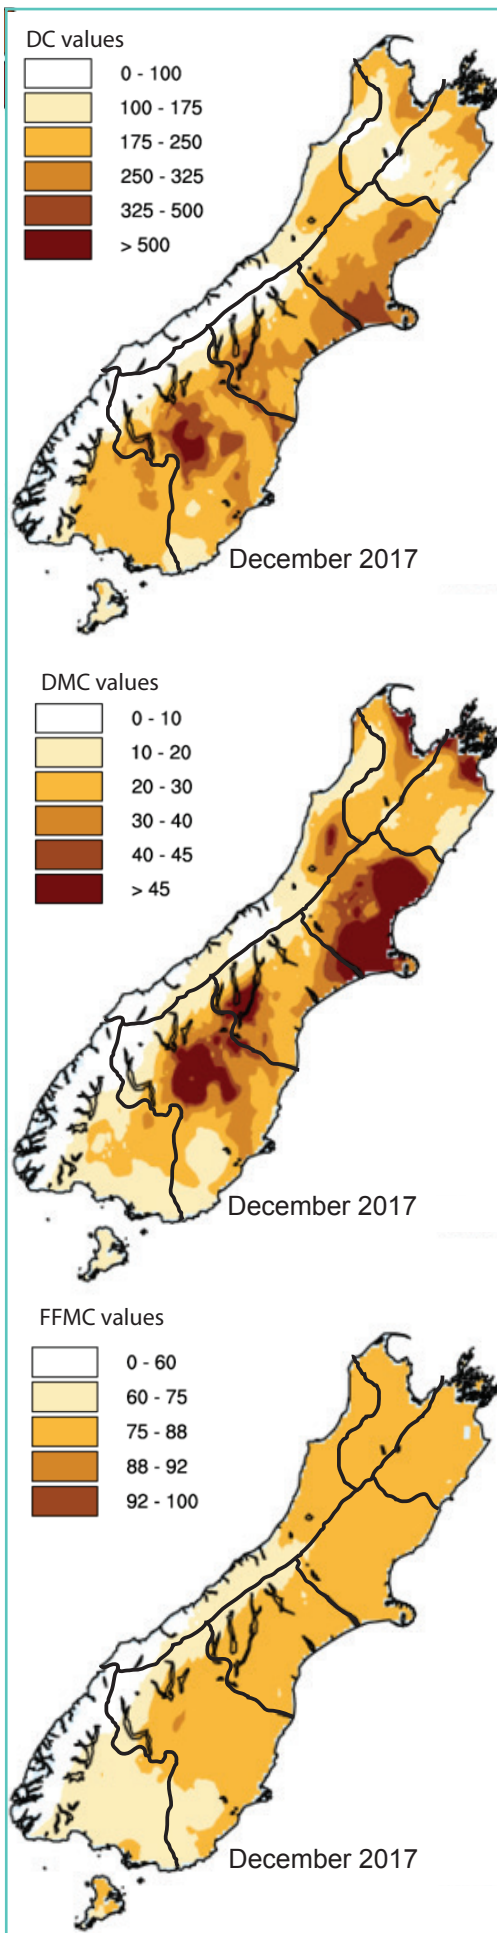 DC values
0 - 100
100 - 175
175 - 250
250 - 325
325 - 500
> 500
December 2017
DMC values
0 - 10
10 - 20
20 - 30
30 - 40
40 - 45
> 45
December 2017
FFMC values
0 - 60
60 - 75
75 - 88
88 - 92
92 - 100
December 2017